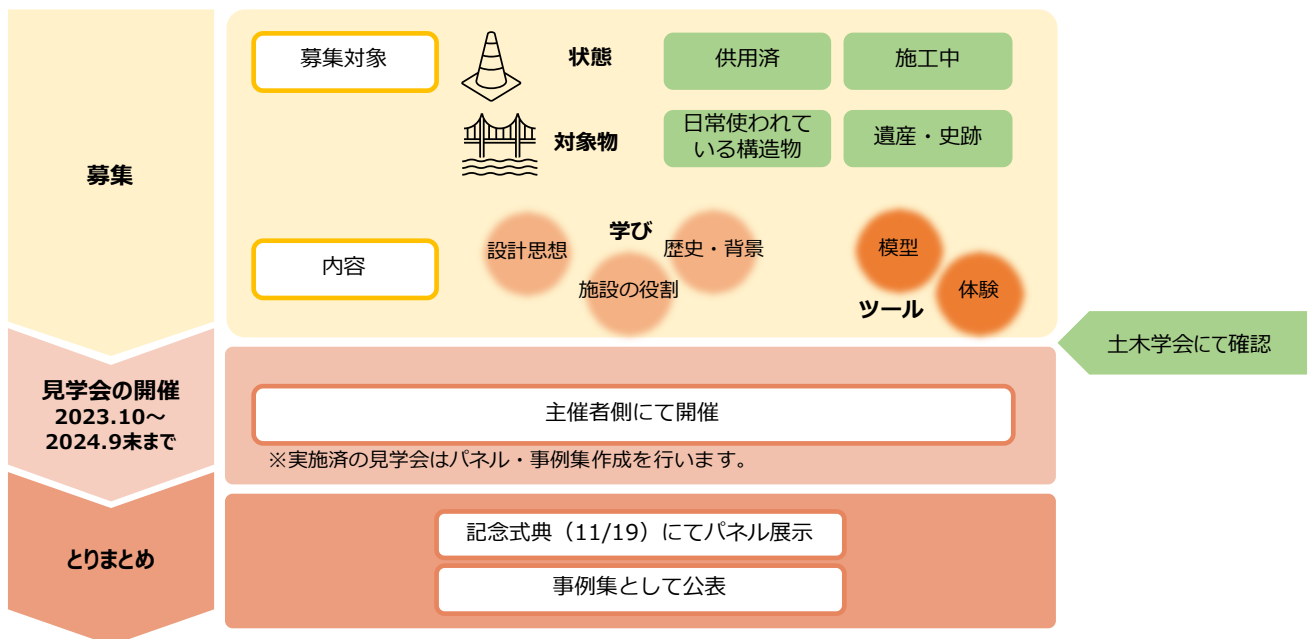 募集
募集対象
状態
供用済
施工中
対象物
日常使われて
いる構造物
遺産・史跡
内容
学び
設計思想
歴史・背景
施設の役割
模型
体験
ツール
土木学会にて確認
見学会の開催
2023.10～
2024.9末まで
主催者側にて開催
※実施済の見学会はパネル・事例集作成を行います。
とりまとめ
記念式典（11/19）にてパネル展示
事例集として公表